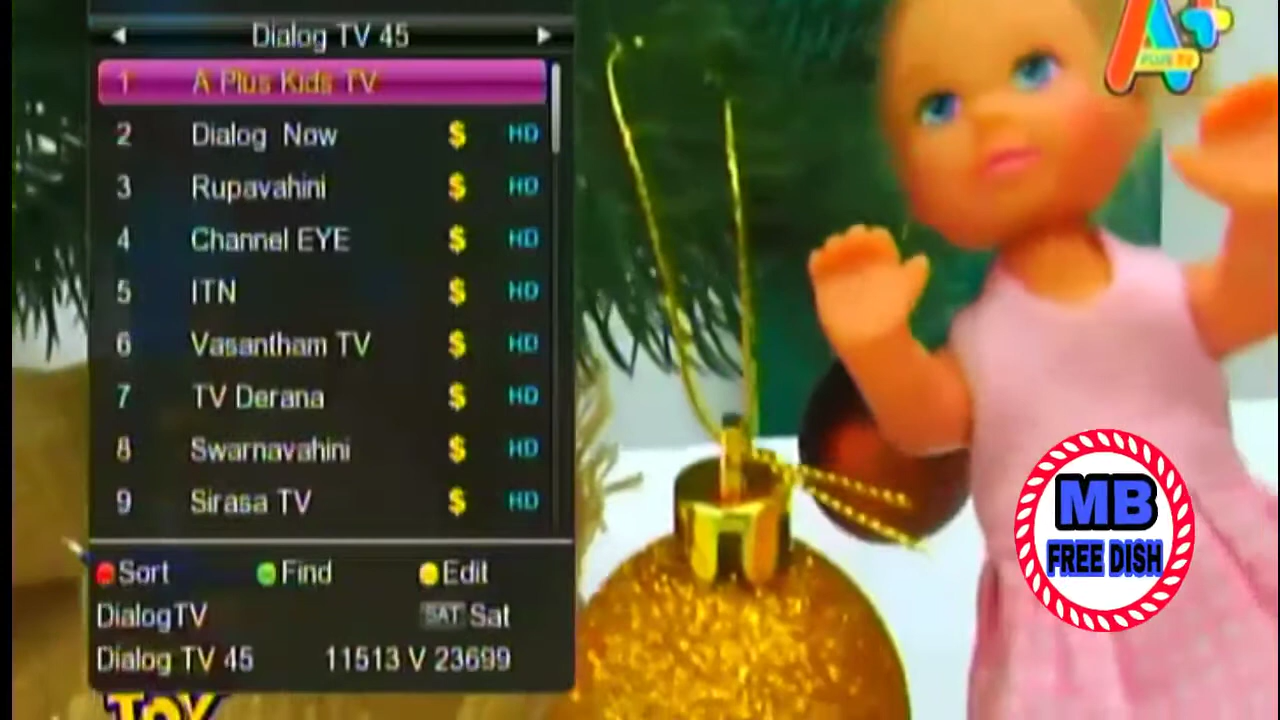 Dialog TV 45
1 A Plus Kids TV
2 Dialog Now $ HD
3 Rupavahini $ HD
4 Channel EYE $ HD
5 ITN $ HD
6 Vasantham TV $ HD
7 TV Derana $ HD
8 Swarnavahini $ HD
9 Sirasa TV $ HD
Sort Find Edit
DialogTV SAT Sat
Dialog TV 45 11513 V 23699
TOY
A+
PLUS TV
MB
FREE DISH